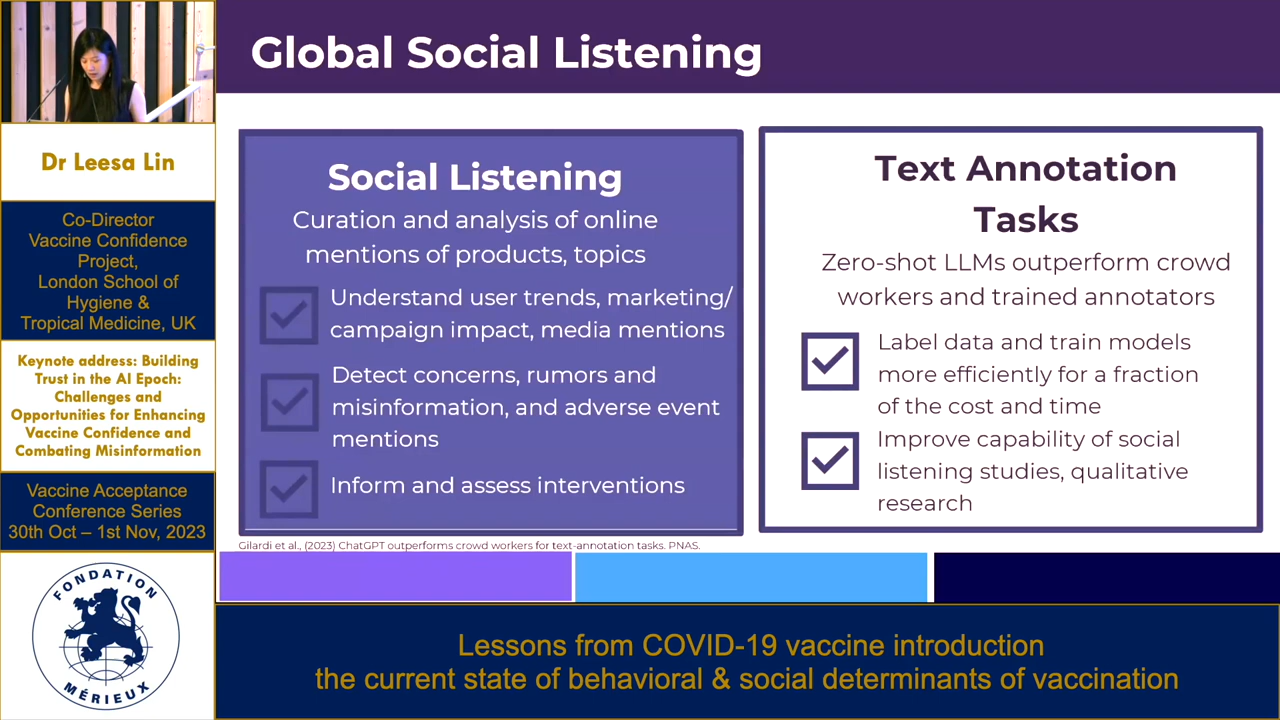 Global Social Listening
Dr Leesa Lin
Co-Director
Vaccine Confidence
Project,
London School of
Hygiene &
Tropical Medicine, UK
Keynote address: Building
Trust in the AI Epoch:
Challenges and
Opportunities for Enhancing
Vaccine Confidence and
Combating Misinformation
Vaccine Acceptance
Conference Series
30th Oct – 1st Nov, 2023
FONDATION
MÉRIEUX
Social Listening
Curation and analysis of online
mentions of products, topics
Understand user trends, marketing/
campaign impact, media mentions
Detect concerns, rumors and
misinformation, and adverse event
mentions
Inform and assess interventions
Text Annotation
Tasks
Zero-shot LLMs outperform crowd
workers and trained annotators
Label data and train models
more efficiently for a fraction
of the cost and time
Improve capability of social
listening studies, qualitative
research
Gilardi et al., (2023) ChatGPT outperforms crowd workers for text-annotation tasks. PNAS.
Lessons from COVID-19 vaccine introduction
the current state of behavioral & social determinants of vaccination